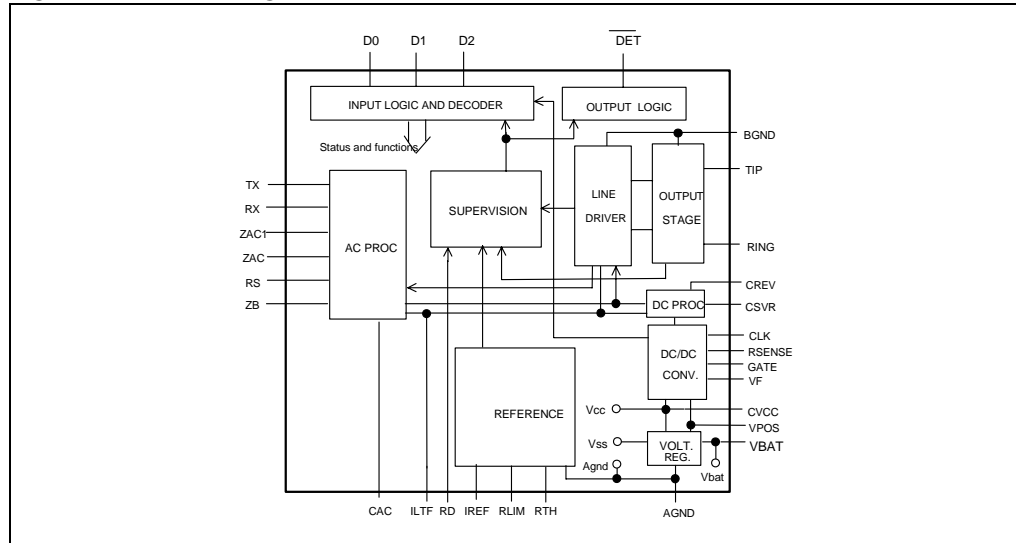 D0 D1 D2 DET
INPUT LOGIC AND DECODER
OUTPUT LOGIC
Status and functions
BGND
TIP
RING
TX
RX
ZAC1
ZAC
RS
ZB
AC PROC
SUPERVISION
LINE
DRIVER
OUTPUT
STAGE
CREV
CSVR
DC PROC
CLK
RSENSE
GATE
VF
DC/DC
CONV.
REFERENCE
Vcc
CVCC
VPOS
Vss
VOLT.
REG.
VBAT
Agnd
Vbat
CAC ILTF RD IREF RLIM RTH AGND